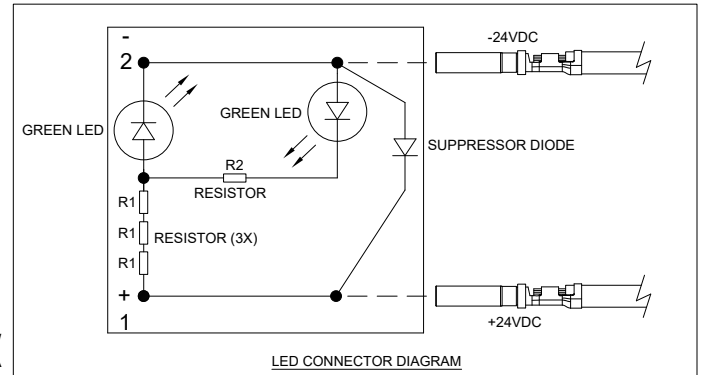 -
2
-24VDC
GREEN LED
GREEN LED
SUPPRESSOR DIODE
R2
RESISTOR
R1
R1
RESISTOR (3X)
R1
+
1
+24VDC
LED CONNECTOR DIAGRAM